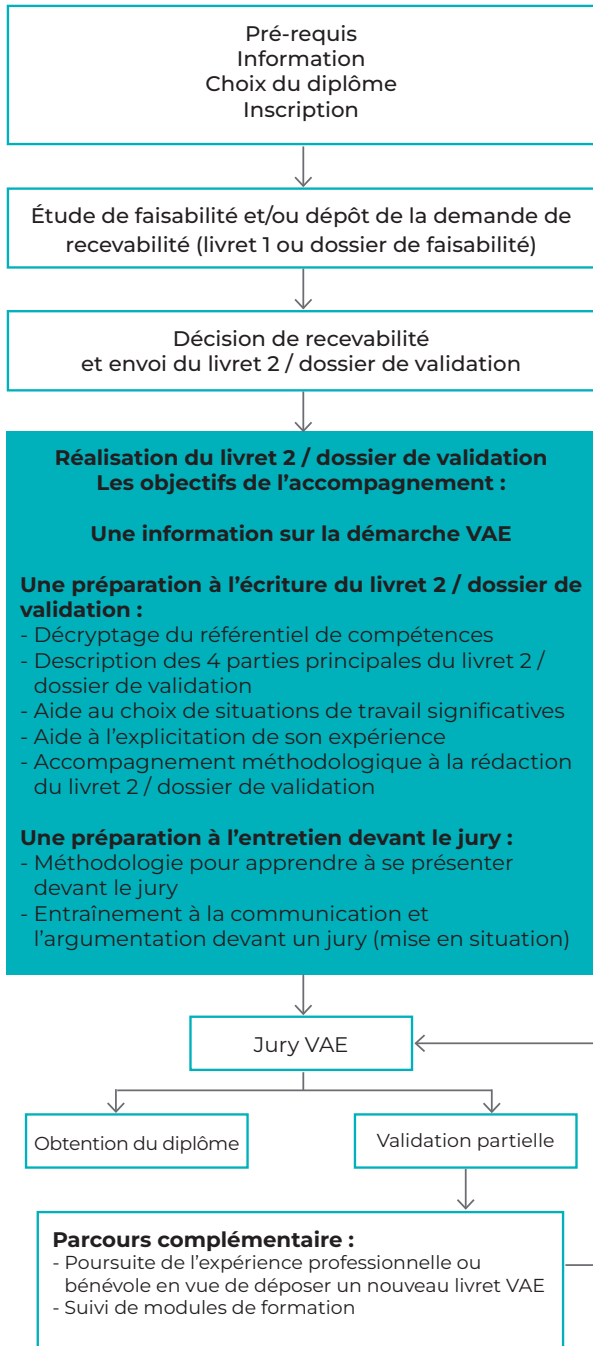 Pré-requis
Information
Choix du diplôme
Inscription
Étude de faisabilité et/ou dépôt de la demande de
recevabilité (livret 1 ou dossier de faisabilité)
Décision de recevabilité
et envoi du livret 2 / dossier de validation
Réalisation du livret 2 / dossier de validation
Les objectifs de l’accompagnement :
Une information sur la démarche VAE
Une préparation à l’écriture du livret 2 / dossier de
validation :
- Décryptage du référentiel de compétences
- Description des 4 parties principales du livret 2 /
dossier de validation
- Aide au choix de situations de travail significatives
- Aide à l’explicitation de son expérience
- Accompagnement méthodologique à la rédaction
du livret 2 / dossier de validation
Une préparation à l’entretien devant le jury :
- Méthodologie pour apprendre à se présenter
devant le jury
- Entraînement à la communication et
l’argumentation devant un jury (mise en situation)
Jury VAE
Obtention du diplôme
Validation partielle
Parcours complémentaire :
- Poursuite de l’expérience professionnelle ou
bénévole en vue de déposer un nouveau livret VAE
- Suivi de modules de formation